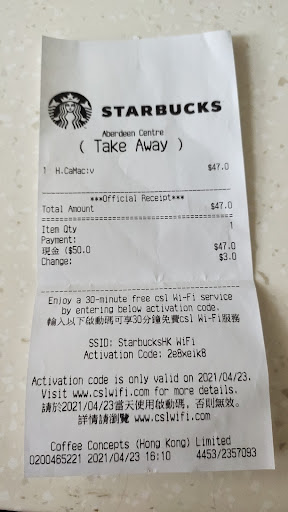 STARBUCKS
Aberdeen Centre
( Take Away )
1 H.CaMac:v $47.0
***Official Receipt***
Total Amount $47.0
Item Qty 1
Payment:
現金 ($50.0 $47.0
Change: $3.0
Enjoy a 30-minute free csl Wi-Fi service
by entering below activation code.
輸入以下啟動碼可享30分鐘免費csl Wi-Fi服務
SSID: StarbucksHK WiFi
Activation Code: 2e8xeik8
Activation code is only valid on 2021/04/23.
Visit www.cslwifi.com for more details.
請於2021/04/23當天使用啟動碼, 否則無效。
詳情請瀏覽 www.cslwifi.com
Coffee Concepts (Hong Kong) Limited
0200465221 2021/04/23 16:10 4453/2357093